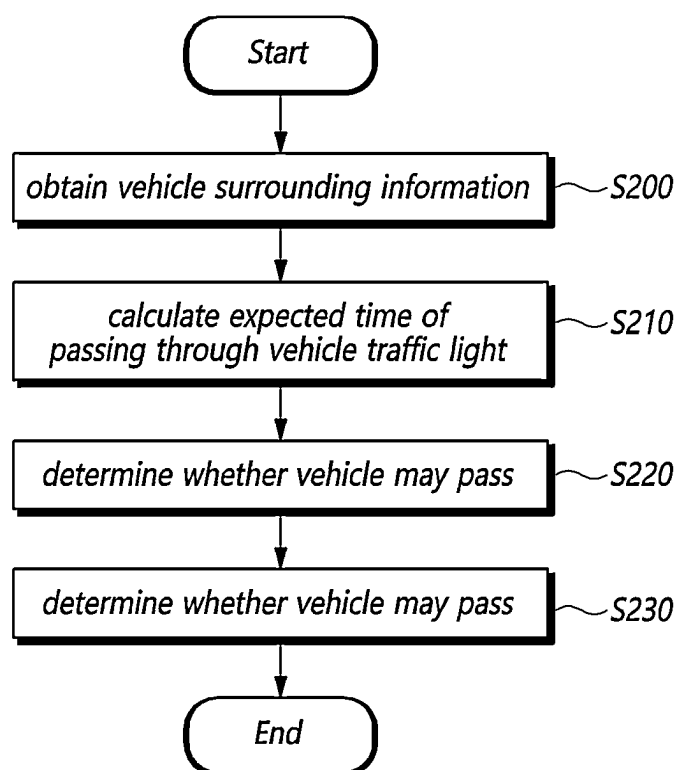 Start
obtain vehicle surrounding information
S200
calculate expected time of
passing through vehicle traffic light
S210
determine whether vehicle may pass
S220
determine whether vehicle may pass
S230
End